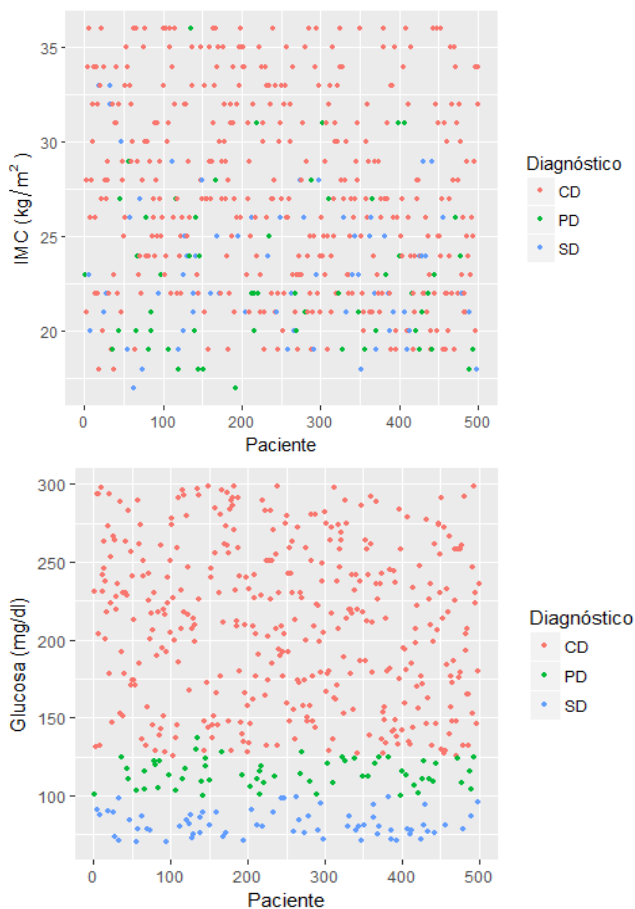 35
30
25
20
IMC (kg/m²)
0 100 200 300 400 500
Paciente
Diagnóstico
CD
PD
SD
300
250
200
150
100
Glucosa (mg/dl)
0 100 200 300 400 500
Paciente
Diagnóstico
CD
PD
SD